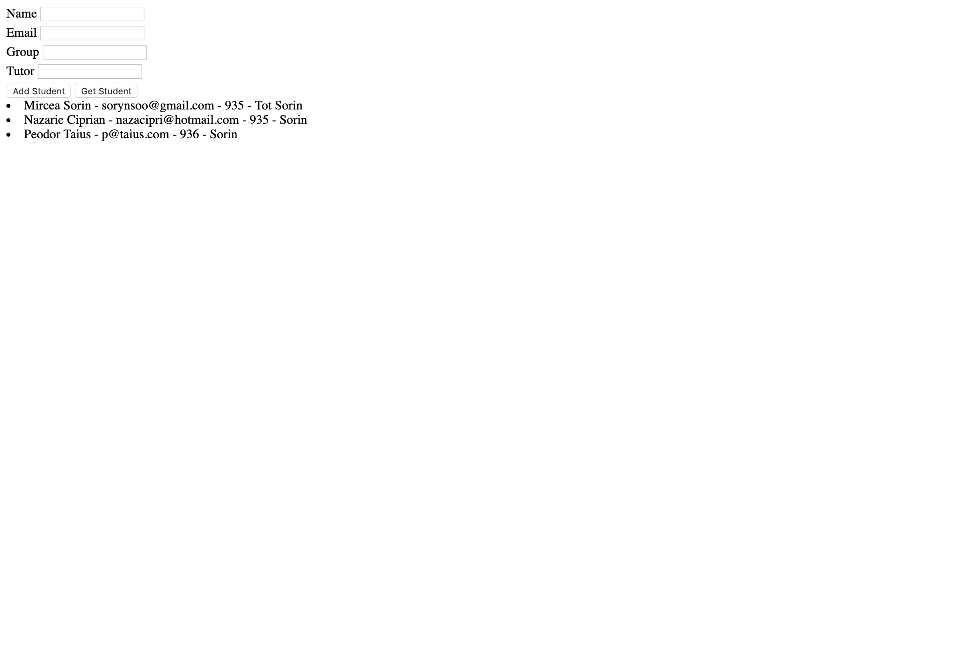 Name
Email
Group
Tutor
Add Student Get Student
• Mircea Sorin - sorynsoo@gmail.com - 935 - Tot Sorin
• Nazarie Ciprian - nazacipri@hotmail.com - 935 - Sorin
• Peodor Taius - p@taius.com - 936 - Sorin